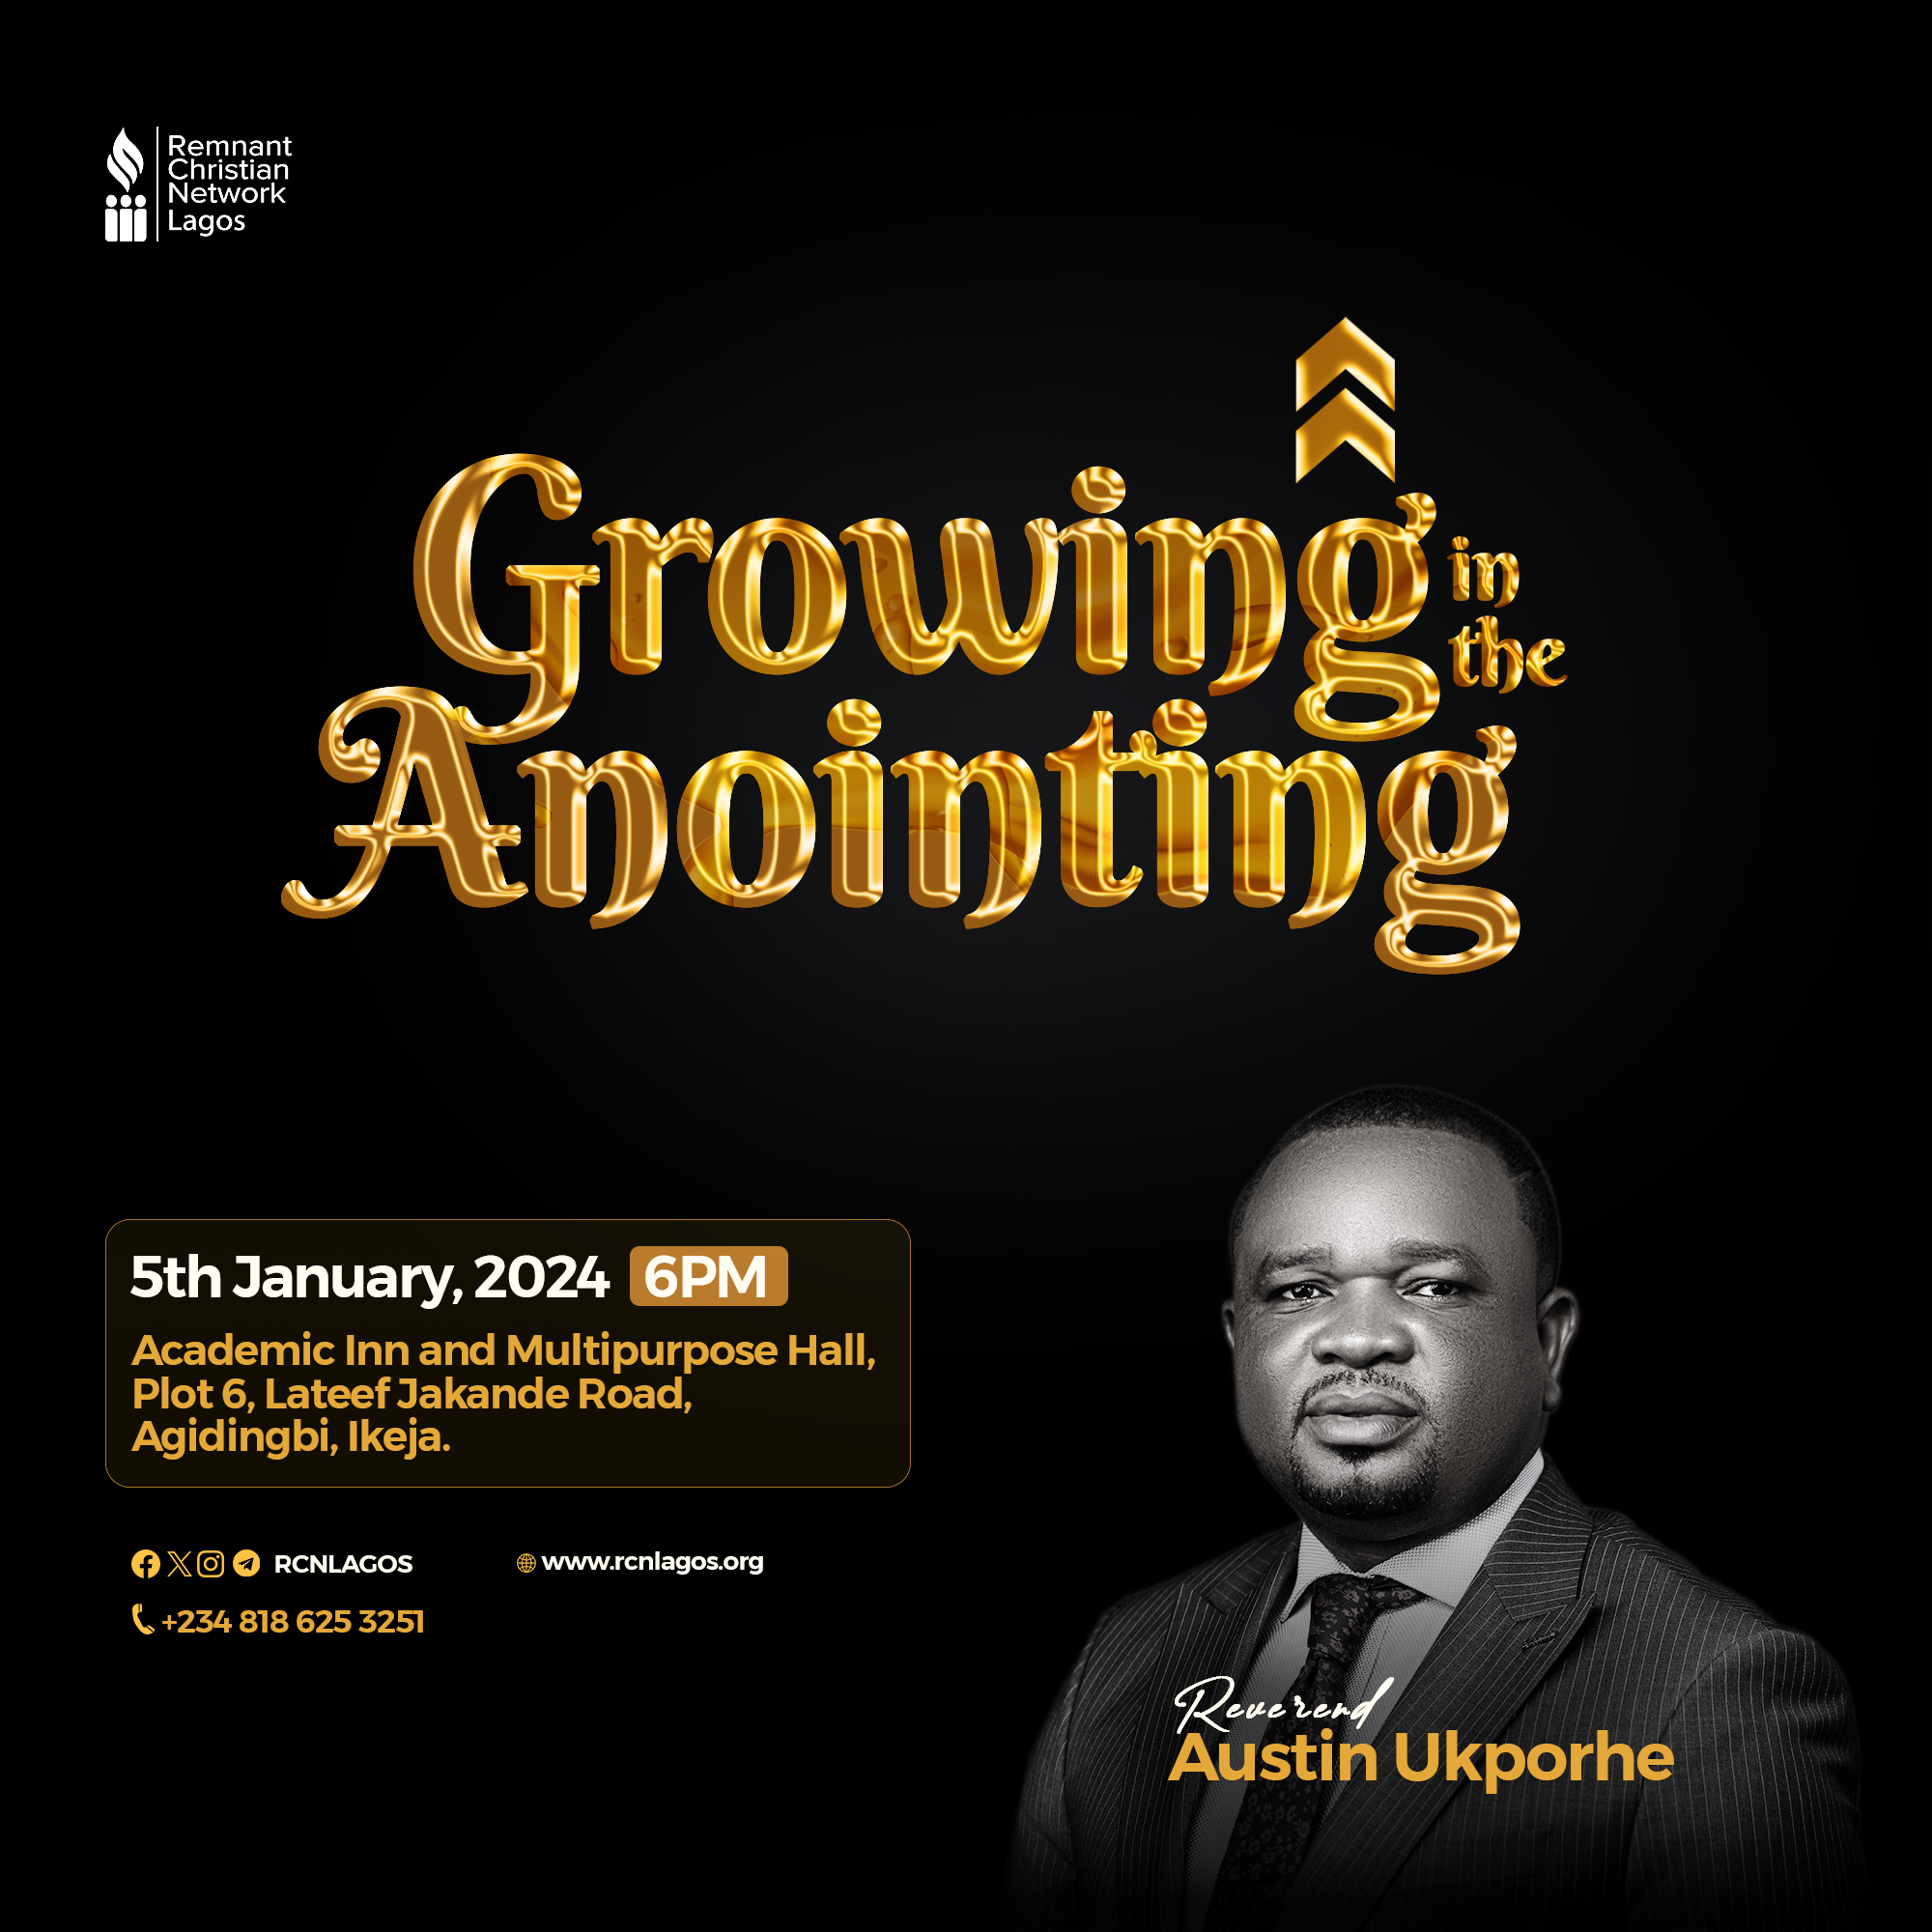 Remnant
Christian
Network
Lagos
Growing in the
Anointing
5th January, 2024 6PM
Academic Inn and Multipurpose Hall,
Plot 6, Lateef Jakande Road,
Agidingbi, Ikeja.
RCNLAGOS www.rcnlagos.org
+234 818 625 3251
Reverend
Austin Ukporhe